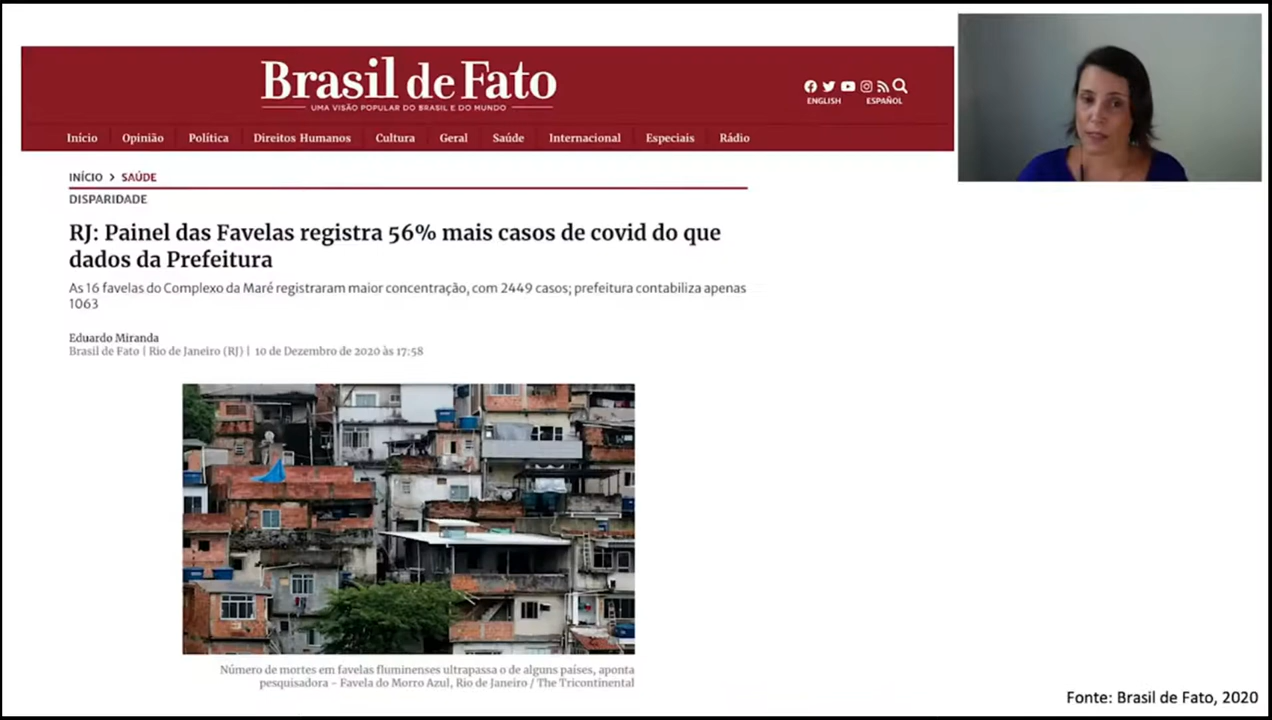 Brasil de Fato
UMA VISÃO POPULAR DO BRASIL E DO MUNDO
ENGLISH ESPAÑOL
Início Opinião Política Direitos Humanos Cultura Geral Saúde Internacional Especiais Rádio
INÍCIO > SAÚDE
DISPARIDADE
RJ: Painel das Favelas registra 56% mais casos de covid do que
dados da Prefeitura
As 16 favelas do Complexo da Maré registraram maior concentração, com 2449 casos; prefeitura contabiliza apenas
1063
Eduardo Miranda
Brasil de Fato | Rio de Janeiro (RJ) | 10 de Dezembro de 2020 às 17:58
Número de mortes em favelas fluminenses ultrapassa o de alguns países, aponta
pesquisadora - Favela do Morro Azul, Rio de Janeiro / The Tricontinental
Fonte: Brasil de Fato, 2020